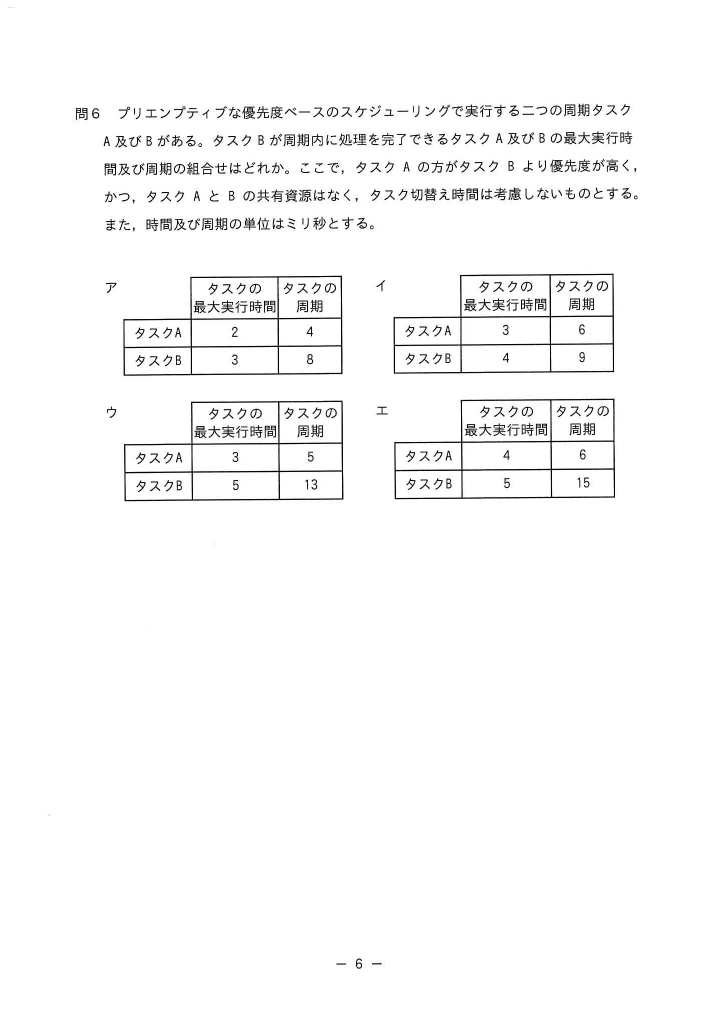 問6 プリエンプティブな優先度ベースのスケジューリングで実行する二つの周期タスク
A及びBがある。タスクBが周期内に処理を完了できるタスクA及びBの最大実行時
間及び周期の組合せはどれか。ここで，タスク A の方がタスク B より優先度が高く，
かつ，タスク A と B の共有資源はなく，タスク切替え時間は考慮しないものとする。
また，時間及び周期の単位はミリ秒とする。
ア
タスクの タスクの
最大実行時間 周期
タスクA 2 4
タスクB 3 8
イ
タスクの タスクの
最大実行時間 周期
タスクA 3 6
タスクB 4 9
ウ
タスクの タスクの
最大実行時間 周期
タスクA 3 5
タスクB 5 13
エ
タスクの タスクの
最大実行時間 周期
タスクA 4 6
タスクB 5 15
— 6 —